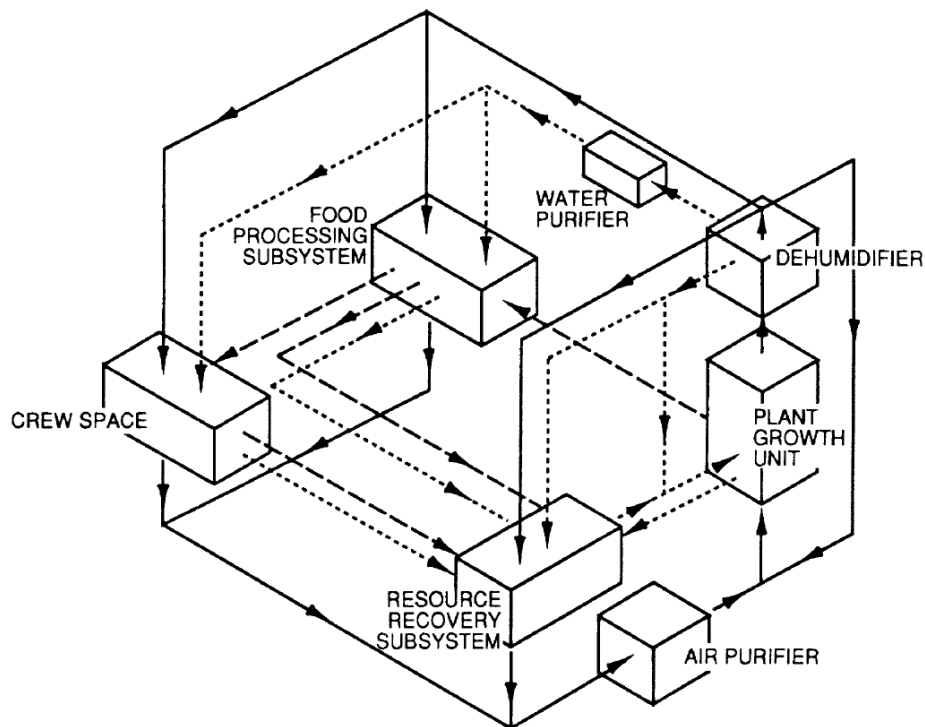 WATER
PURIFIER
FOOD
PROCESSING
SUBSYSTEM
DEHUMIDIFIER
CREW SPACE
PLANT
GROWTH
UNIT
RESOURCE
RECOVERY
SUBSYSTEM
AIR PURIFIER